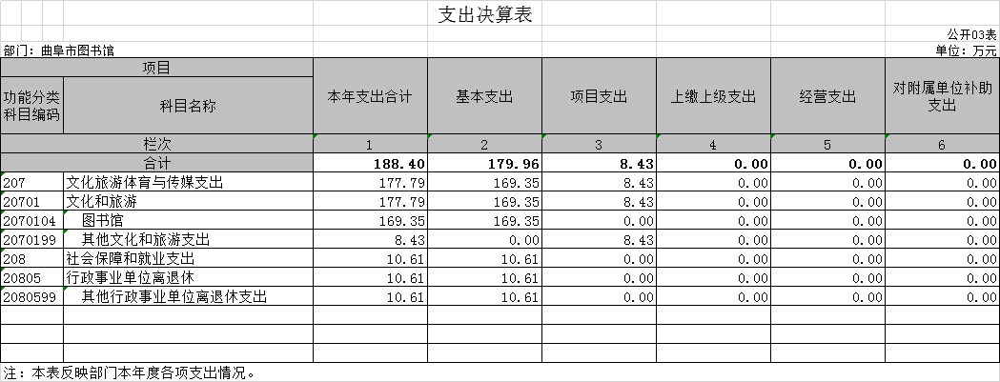 支出决算表
公开03表
部门：曲阜市图书馆 单位：万元
项目 本年支出合计 基本支出 项目支出 上缴上级支出 经营支出 对附属单位补助支出
功能分类科目编码 科目名称
栏次 1 2 3 4 5 6
合计 188.40 179.96 8.43 0.00 0.00 0.00
207 文化旅游体育与传媒支出 177.79 169.35 8.43 0.00 0.00 0.00
20701 文化和旅游 177.79 169.35 8.43 0.00 0.00 0.00
2070104 图书馆 169.35 169.35 0.00 0.00 0.00 0.00
2070199 其他文化和旅游支出 8.43 0.00 8.43 0.00 0.00 0.00
208 社会保障和就业支出 10.61 10.61 0.00 0.00 0.00 0.00
20805 行政事业单位离退休 10.61 10.61 0.00 0.00 0.00 0.00
2080599 其他行政事业单位离退休支出 10.61 10.61 0.00 0.00 0.00 0.00
注：本表反映部门本年度各项支出情况。